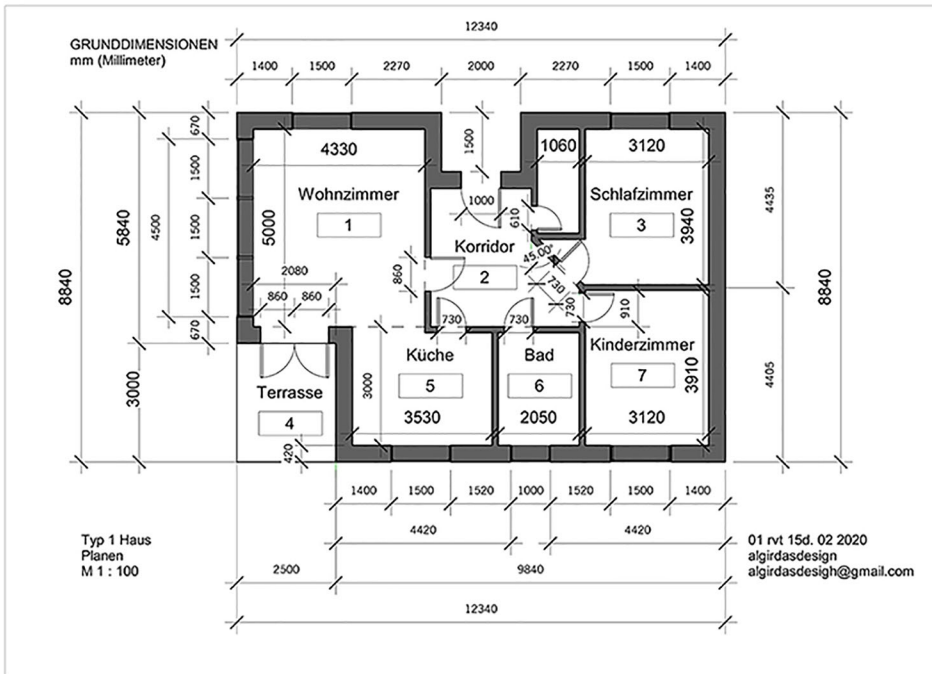 12340
GRUNDDIMENSIONEN
mm (Millimeter)
1400 1500 2270 2000 2270 1500 1400
670
1500
1500
1500
670
4500
5840
3000
8840
4330
Wohnzimmer
1
5000
2080
860 860
1500
1000
610
860
Korridor
2
45.00°
730
730
730 730
1060
3120
Schlafzimmer
3
3940
910
4435
4405
8840
Terrasse
4
420
Küche
5
3000
3530
Bad
6
2050
Kinderzimmer
7
3910
3120
1400 1500 1520 1000 1520 1500 1400
4420 4420
2500 9840
12340
Typ 1 Haus
Planen
M 1 : 100
01 rvt 15d. 02 2020
algirdasdesign
algirdasdesigh@gmail.com